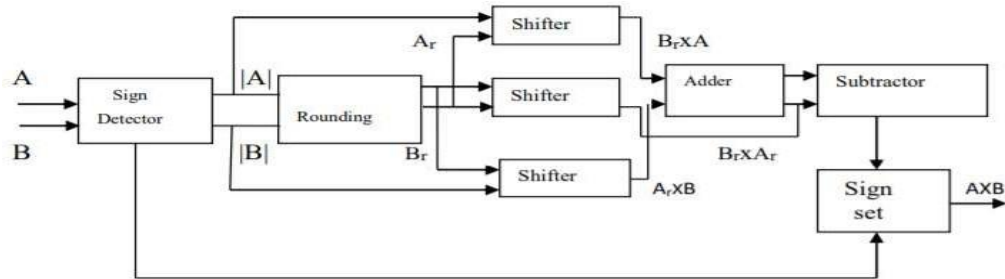 Shifter
A_r
B_rxA
A
|A|
Adder
Subtractor
Sign
Detector
Rounding
Shifter
B
|B|
B_r
B_rxA_r
Shifter
A_rxB
Sign
set
AXB